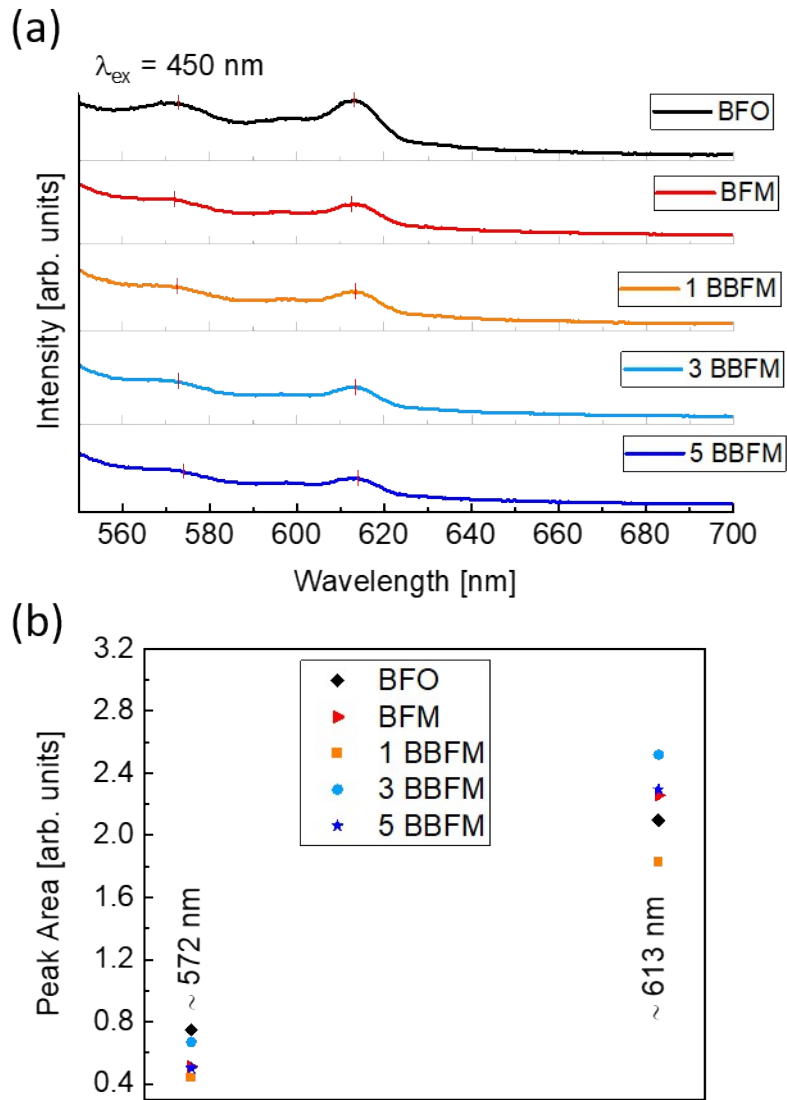 (a)
λex = 450 nm
BFO
BFM
1 BBFM
3 BBFM
5 BBFM
Intensity [arb. units]
560 580 600 620 640 660 680 700
Wavelength [nm]
(b)
3.2
2.8
2.4
2.0
1.6
1.2
0.8
0.4
Peak Area [arb. units]
BFO
BFM
1 BBFM
3 BBFM
5 BBFM
~ 572 nm
~ 613 nm